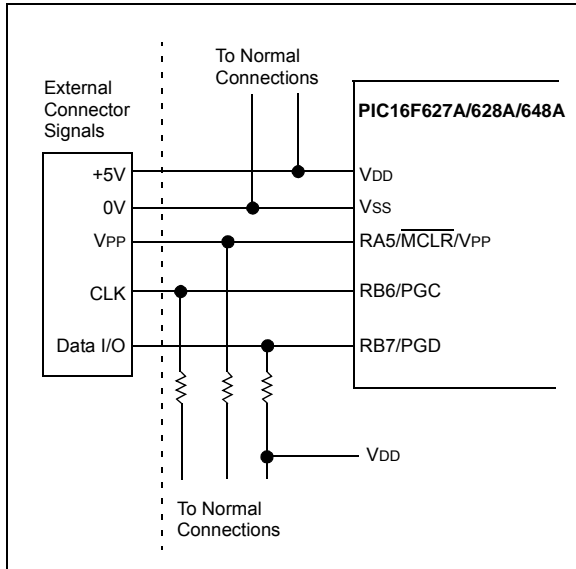 To Normal
Connections
External
Connector
Signals
PIC16F627A/628A/648A
+5V
VDD
0V
VSS
VPP
RA5/MCLR/VPP
CLK
RB6/PGC
Data I/O
RB7/PGD
VDD
To Normal
Connections